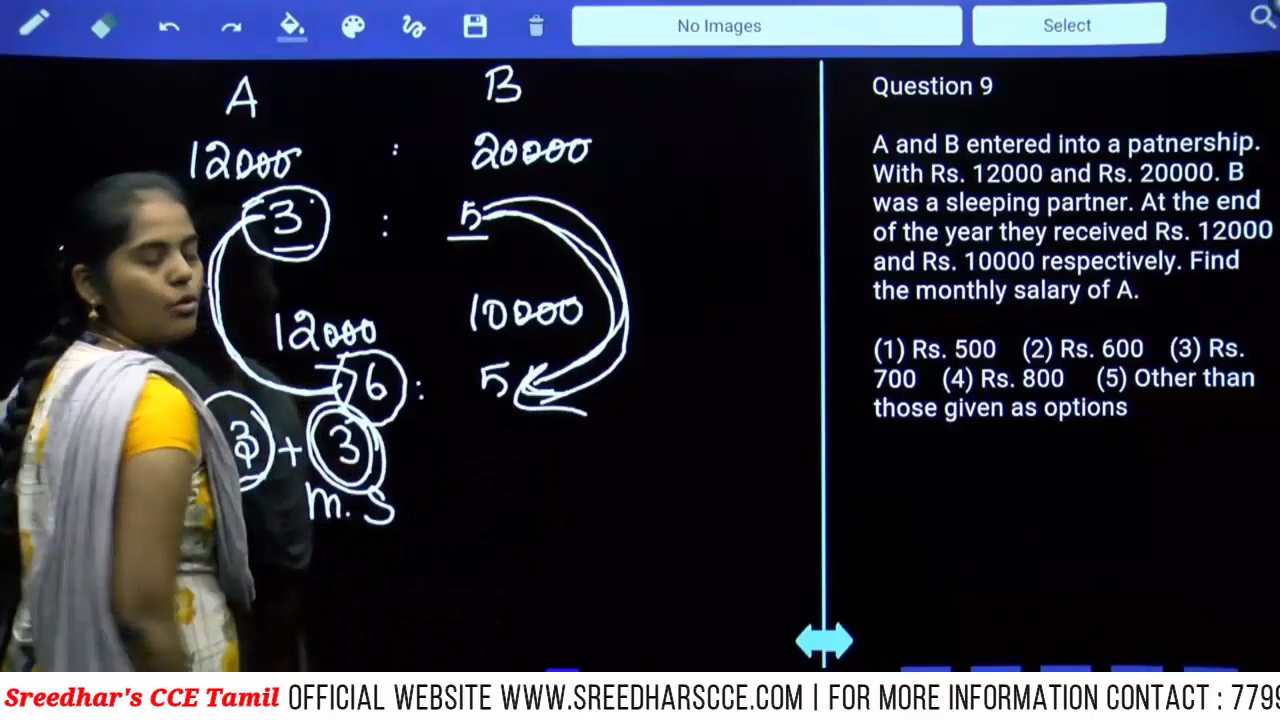 No Images
Select
A B
12000 : 20000
3 : 5
12000 10000
6 : 5
3 + 3
M.S
Question 9
A and B entered into a patnership.
With Rs. 12000 and Rs. 20000. B
was a sleeping partner. At the end
of the year they received Rs. 12000
and Rs. 10000 respectively. Find
the monthly salary of A.
(1) Rs. 500 (2) Rs. 600 (3) Rs.
700 (4) Rs. 800 (5) Other than
those given as options
Sreedhar's CCE Tamil OFFICIAL WEBSITE WWW.SREEDHARSCCE.COM | FOR MORE INFORMATION CONTACT : 7799